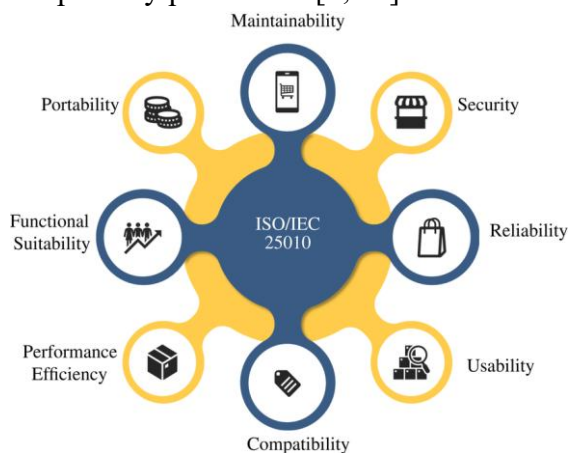 Maintainability
Portability
Security
Functional
Suitability
ISO/IEC
25010
Reliability
Performance
Efficiency
Usability
Compatibility